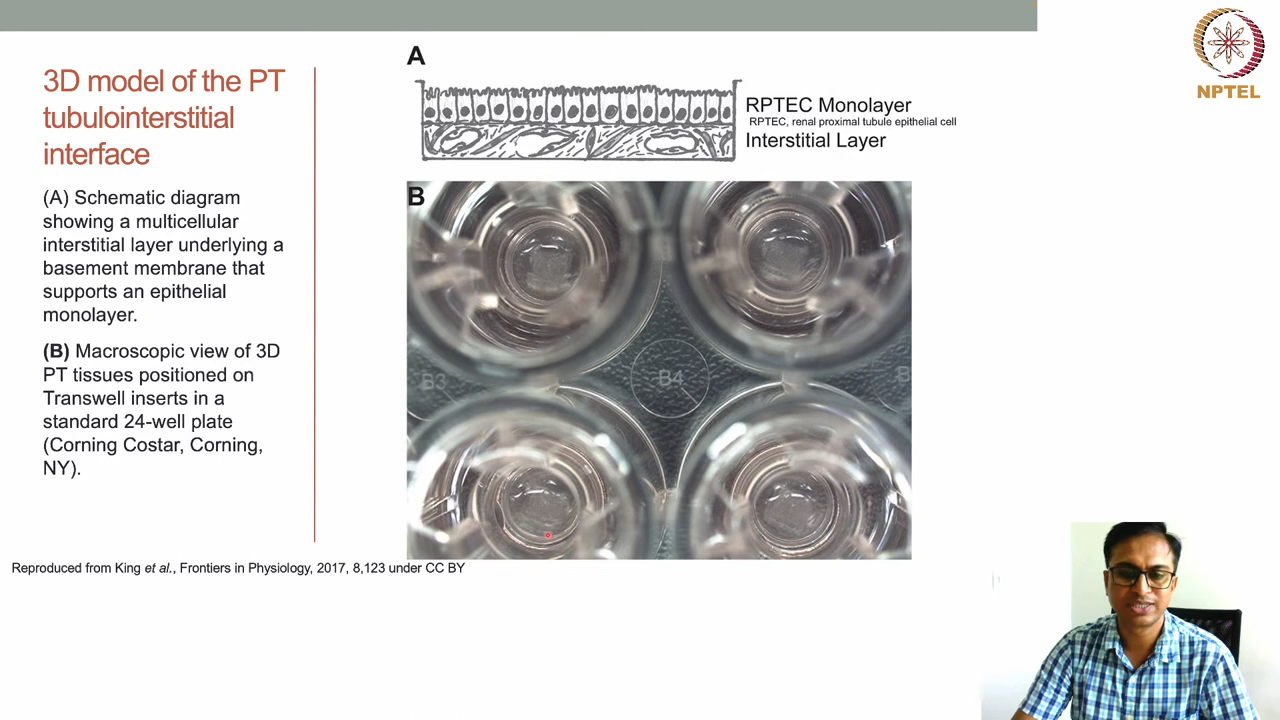 3D model of the PT
tubulointerstitial
interface
(A) Schematic diagram
showing a multicellular
interstitial layer underlying a
basement membrane that
supports an epithelial
monolayer.
(B) Macroscopic view of 3D
PT tissues positioned on
Transwell inserts in a
standard 24-well plate
(Corning Costar, Corning,
NY).
A
RPTEC Monolayer
RPTEC, renal proximal tubule epithelial cell
Interstitial Layer
B
B3
B4
B
Reproduced from King et al., Frontiers in Physiology, 2017, 8,123 under CC BY
NPTEL